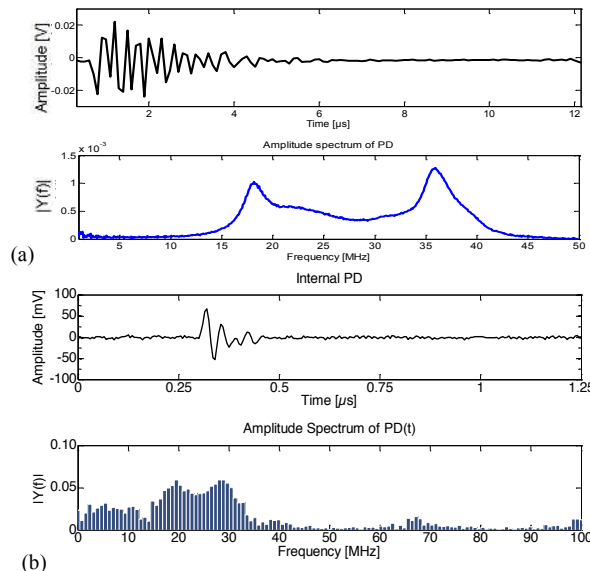 Amplitude [V]
0.02
0
-0.02
2 4 6 8 10 12
Time [µs]
Amplitude spectrum of PD
x 10
-3
|Y(f)|
1.5
1
0.5
0
5 10 15 20 25 30 35 40 45 50
Frequency [MHz]
(a)
Internal PD
Amplitude [mV]
100
50
0
-50
-100
0 0.25 0.5 0.75 1 1.25
Time [µs]
Amplitude Spectrum of PD(t)
|Y(f)|
0.10
0.05
0
0 10 20 30 40 50 60 70 80 90 100
Frequency [MHz]
(b)